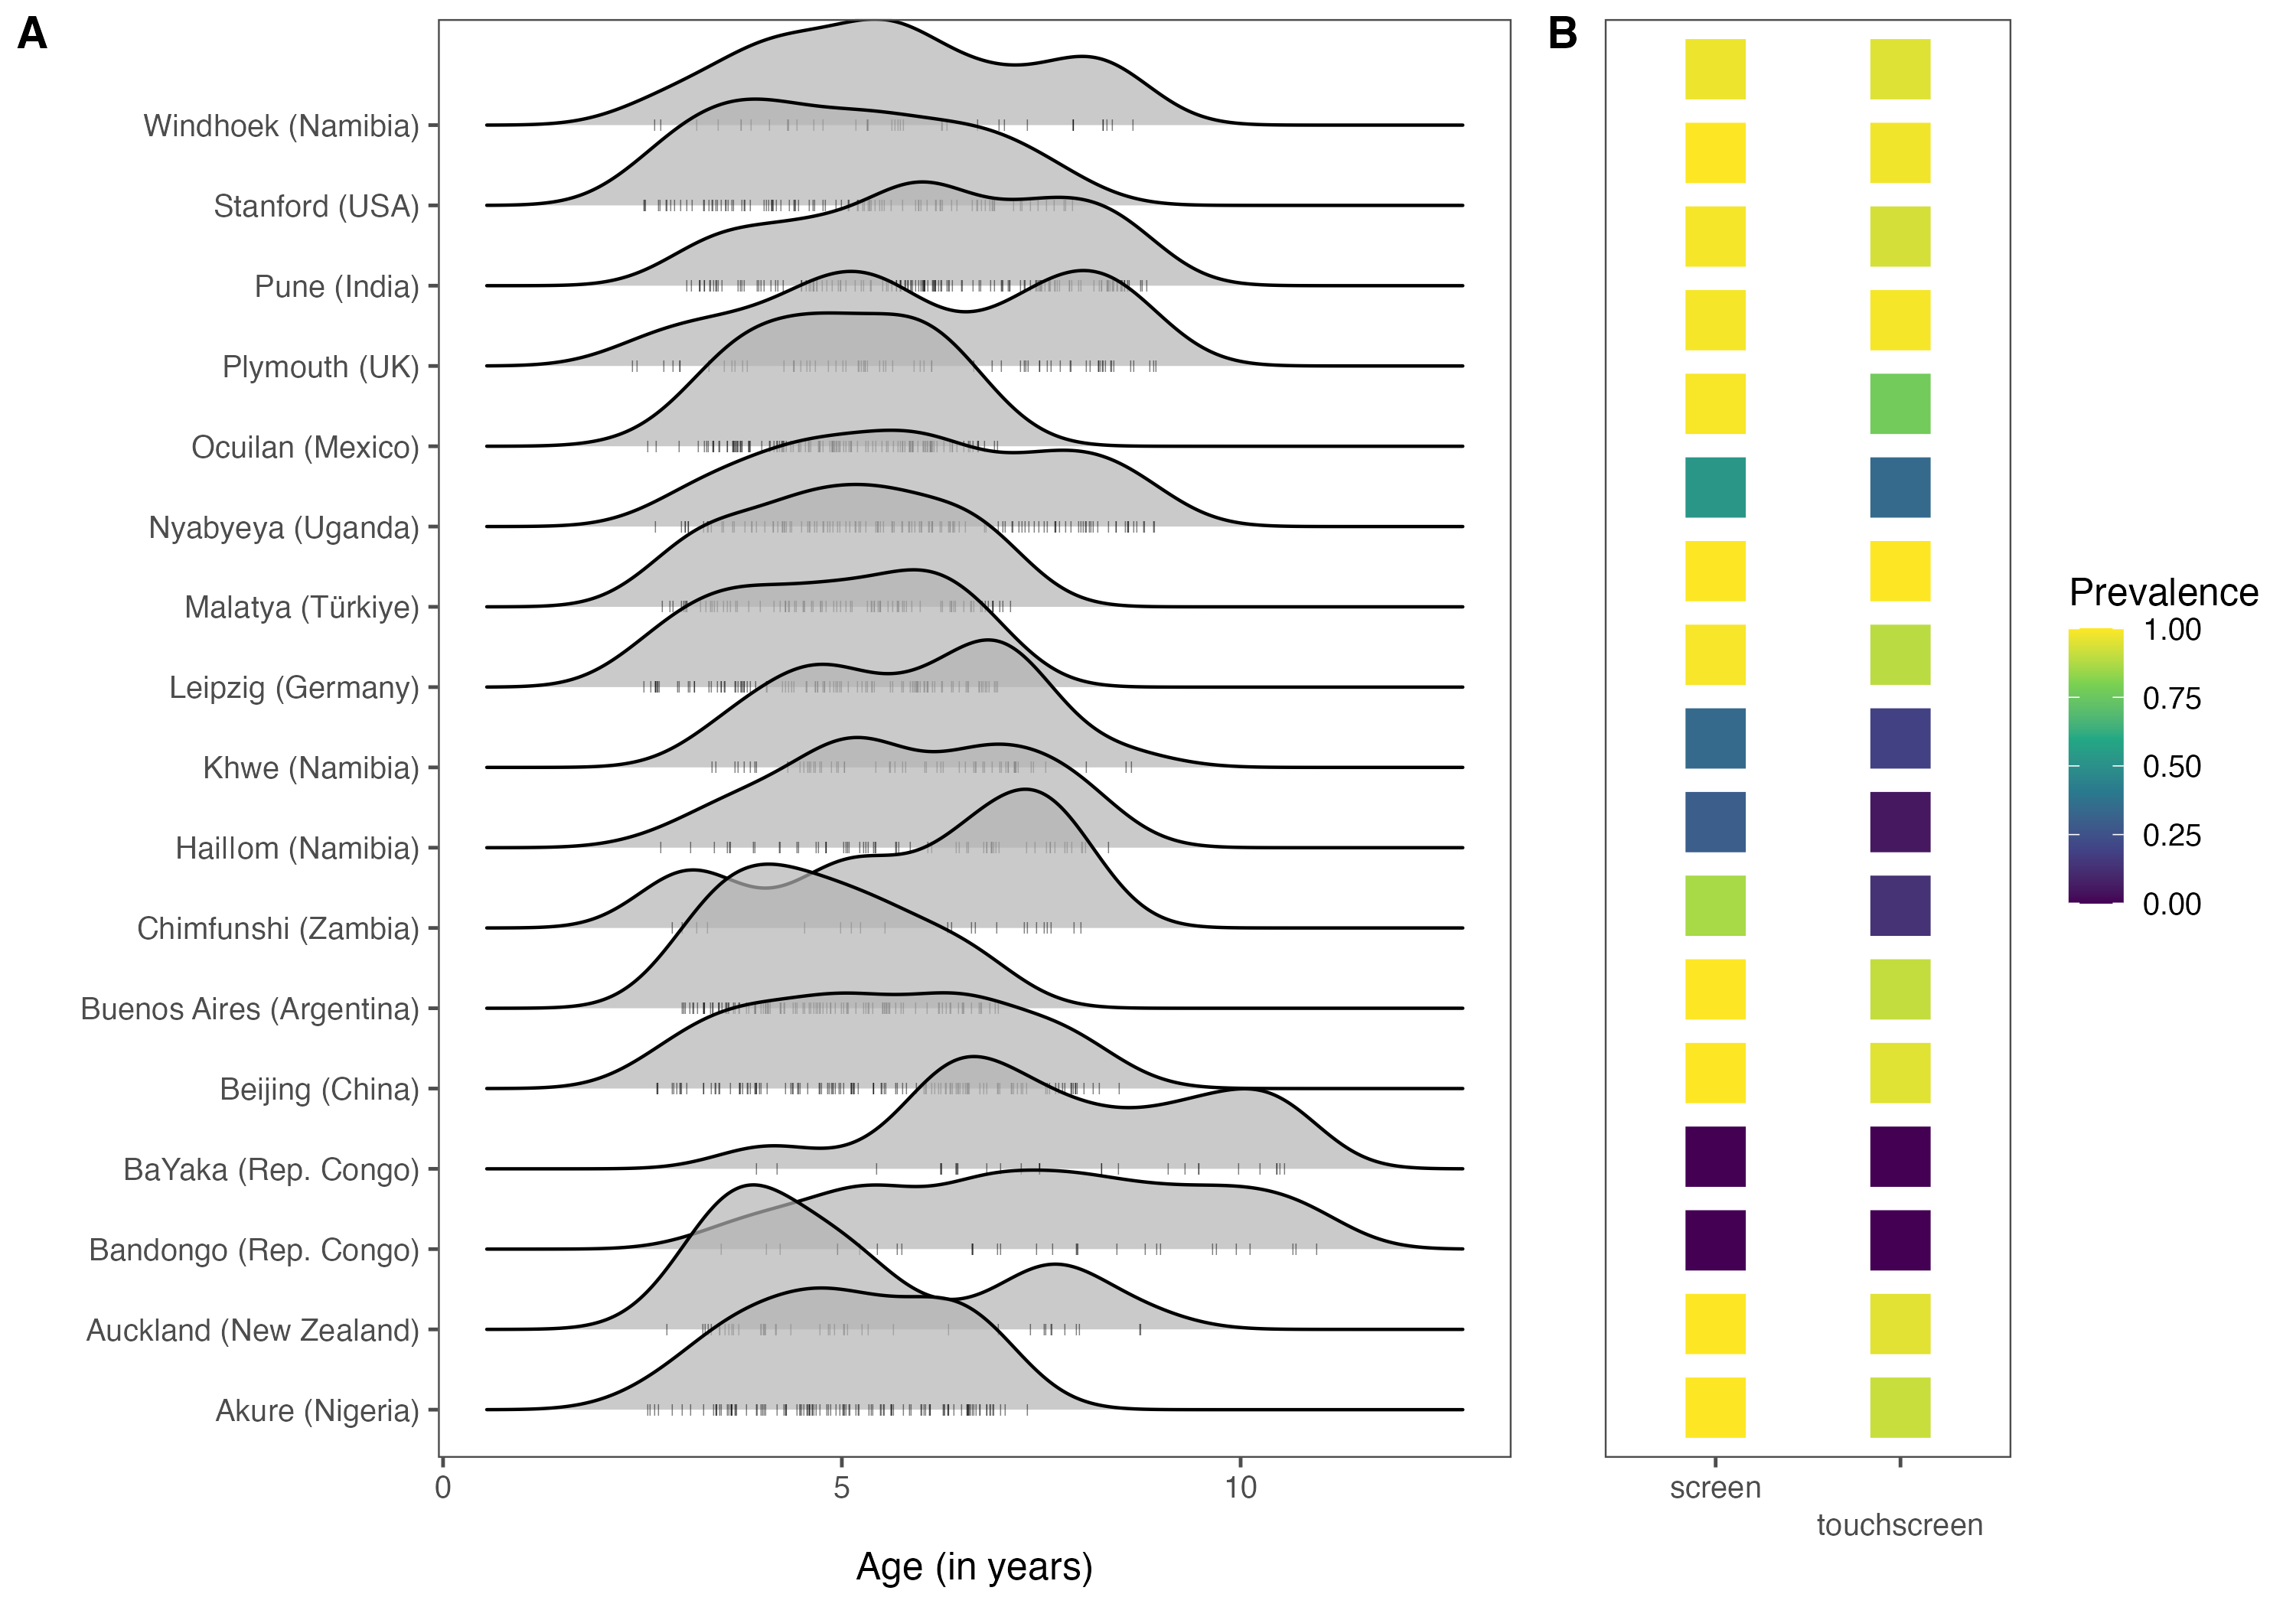 A
B
Windhoek (Namibia)
Stanford (USA)
Pune (India)
Plymouth (UK)
Ocuilan (Mexico)
Nyabyeya (Uganda)
Malatya (Türkiye)
Leipzig (Germany)
Khwe (Namibia)
Haillom (Namibia)
Chimfunshi (Zambia)
Buenos Aires (Argentina)
Beijing (China)
BaYaka (Rep. Congo)
Bandongo (Rep. Congo)
Auckland (New Zealand)
Akure (Nigeria)
0
5
10
Age (in years)
screen
touchscreen
Prevalence
1.00
0.75
0.50
0.25
0.00